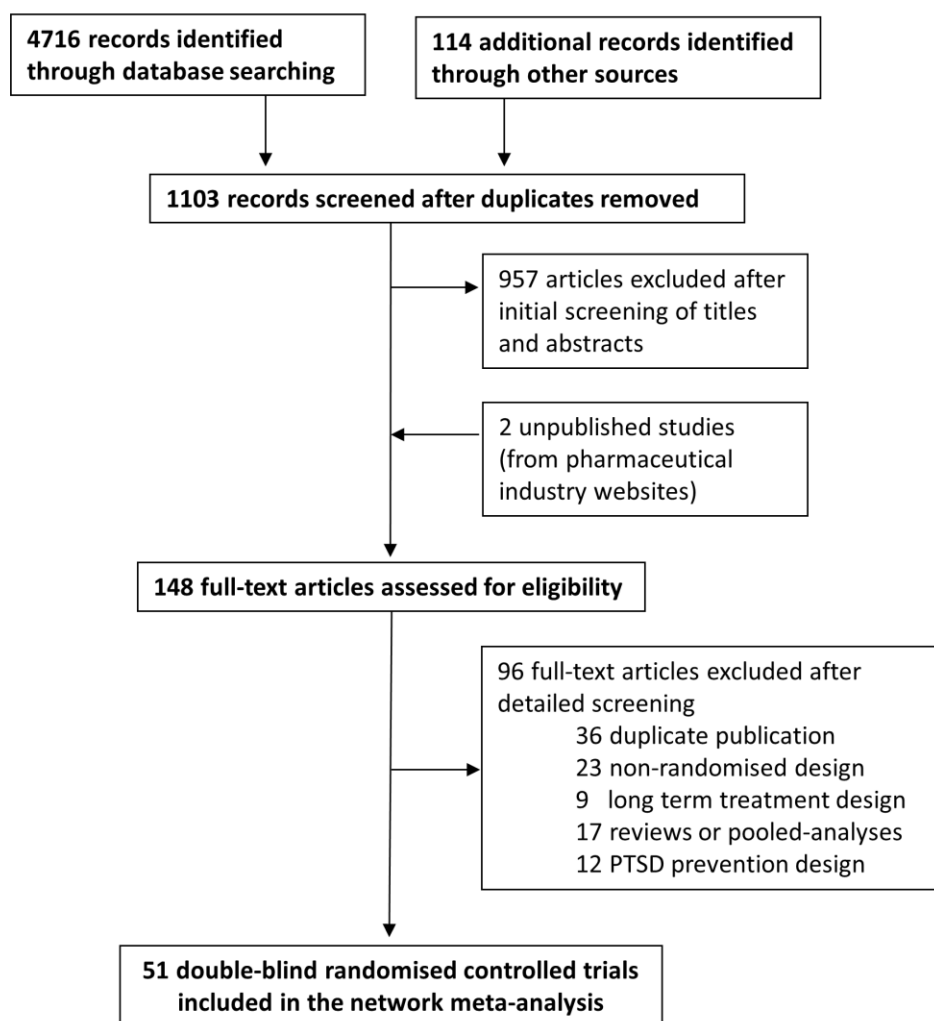 4716 records identified
through database searching
114 additional records identified
through other sources
1103 records screened after duplicates removed
957 articles excluded after
initial screening of titles
and abstracts
2 unpublished studies
(from pharmaceutical
industry websites)
148 full-text articles assessed for eligibility
96 full-text articles excluded after
detailed screening
36 duplicate publication
23 non-randomised design
9 long term treatment design
17 reviews or pooled-analyses
12 PTSD prevention design
51 double-blind randomised controlled trials
included in the network meta-analysis